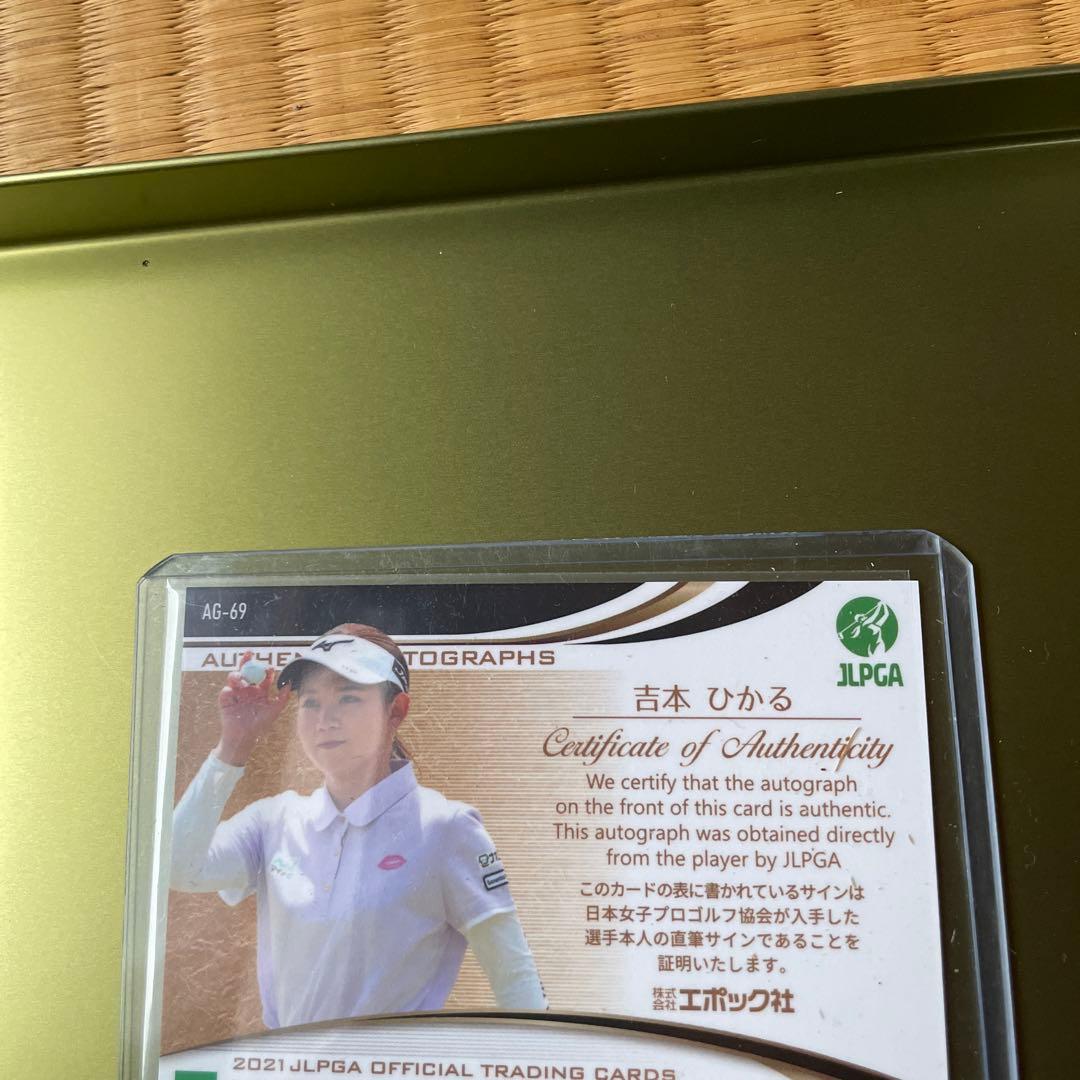 AG-69
JLPGA
吉本 ひかる
Certificate of Authenticity
We certify that the autograph
on the front of this card is authentic.
This autograph was obtained directly
from the player by JLPGA
このカードの表に書かれているサインは
日本女子プロゴルフ協会が入手した
選手本人の直筆サインであることを
証明いたします。
株式会社エポック社
2021 JLPGA OFFICIAL TRADING CARDS